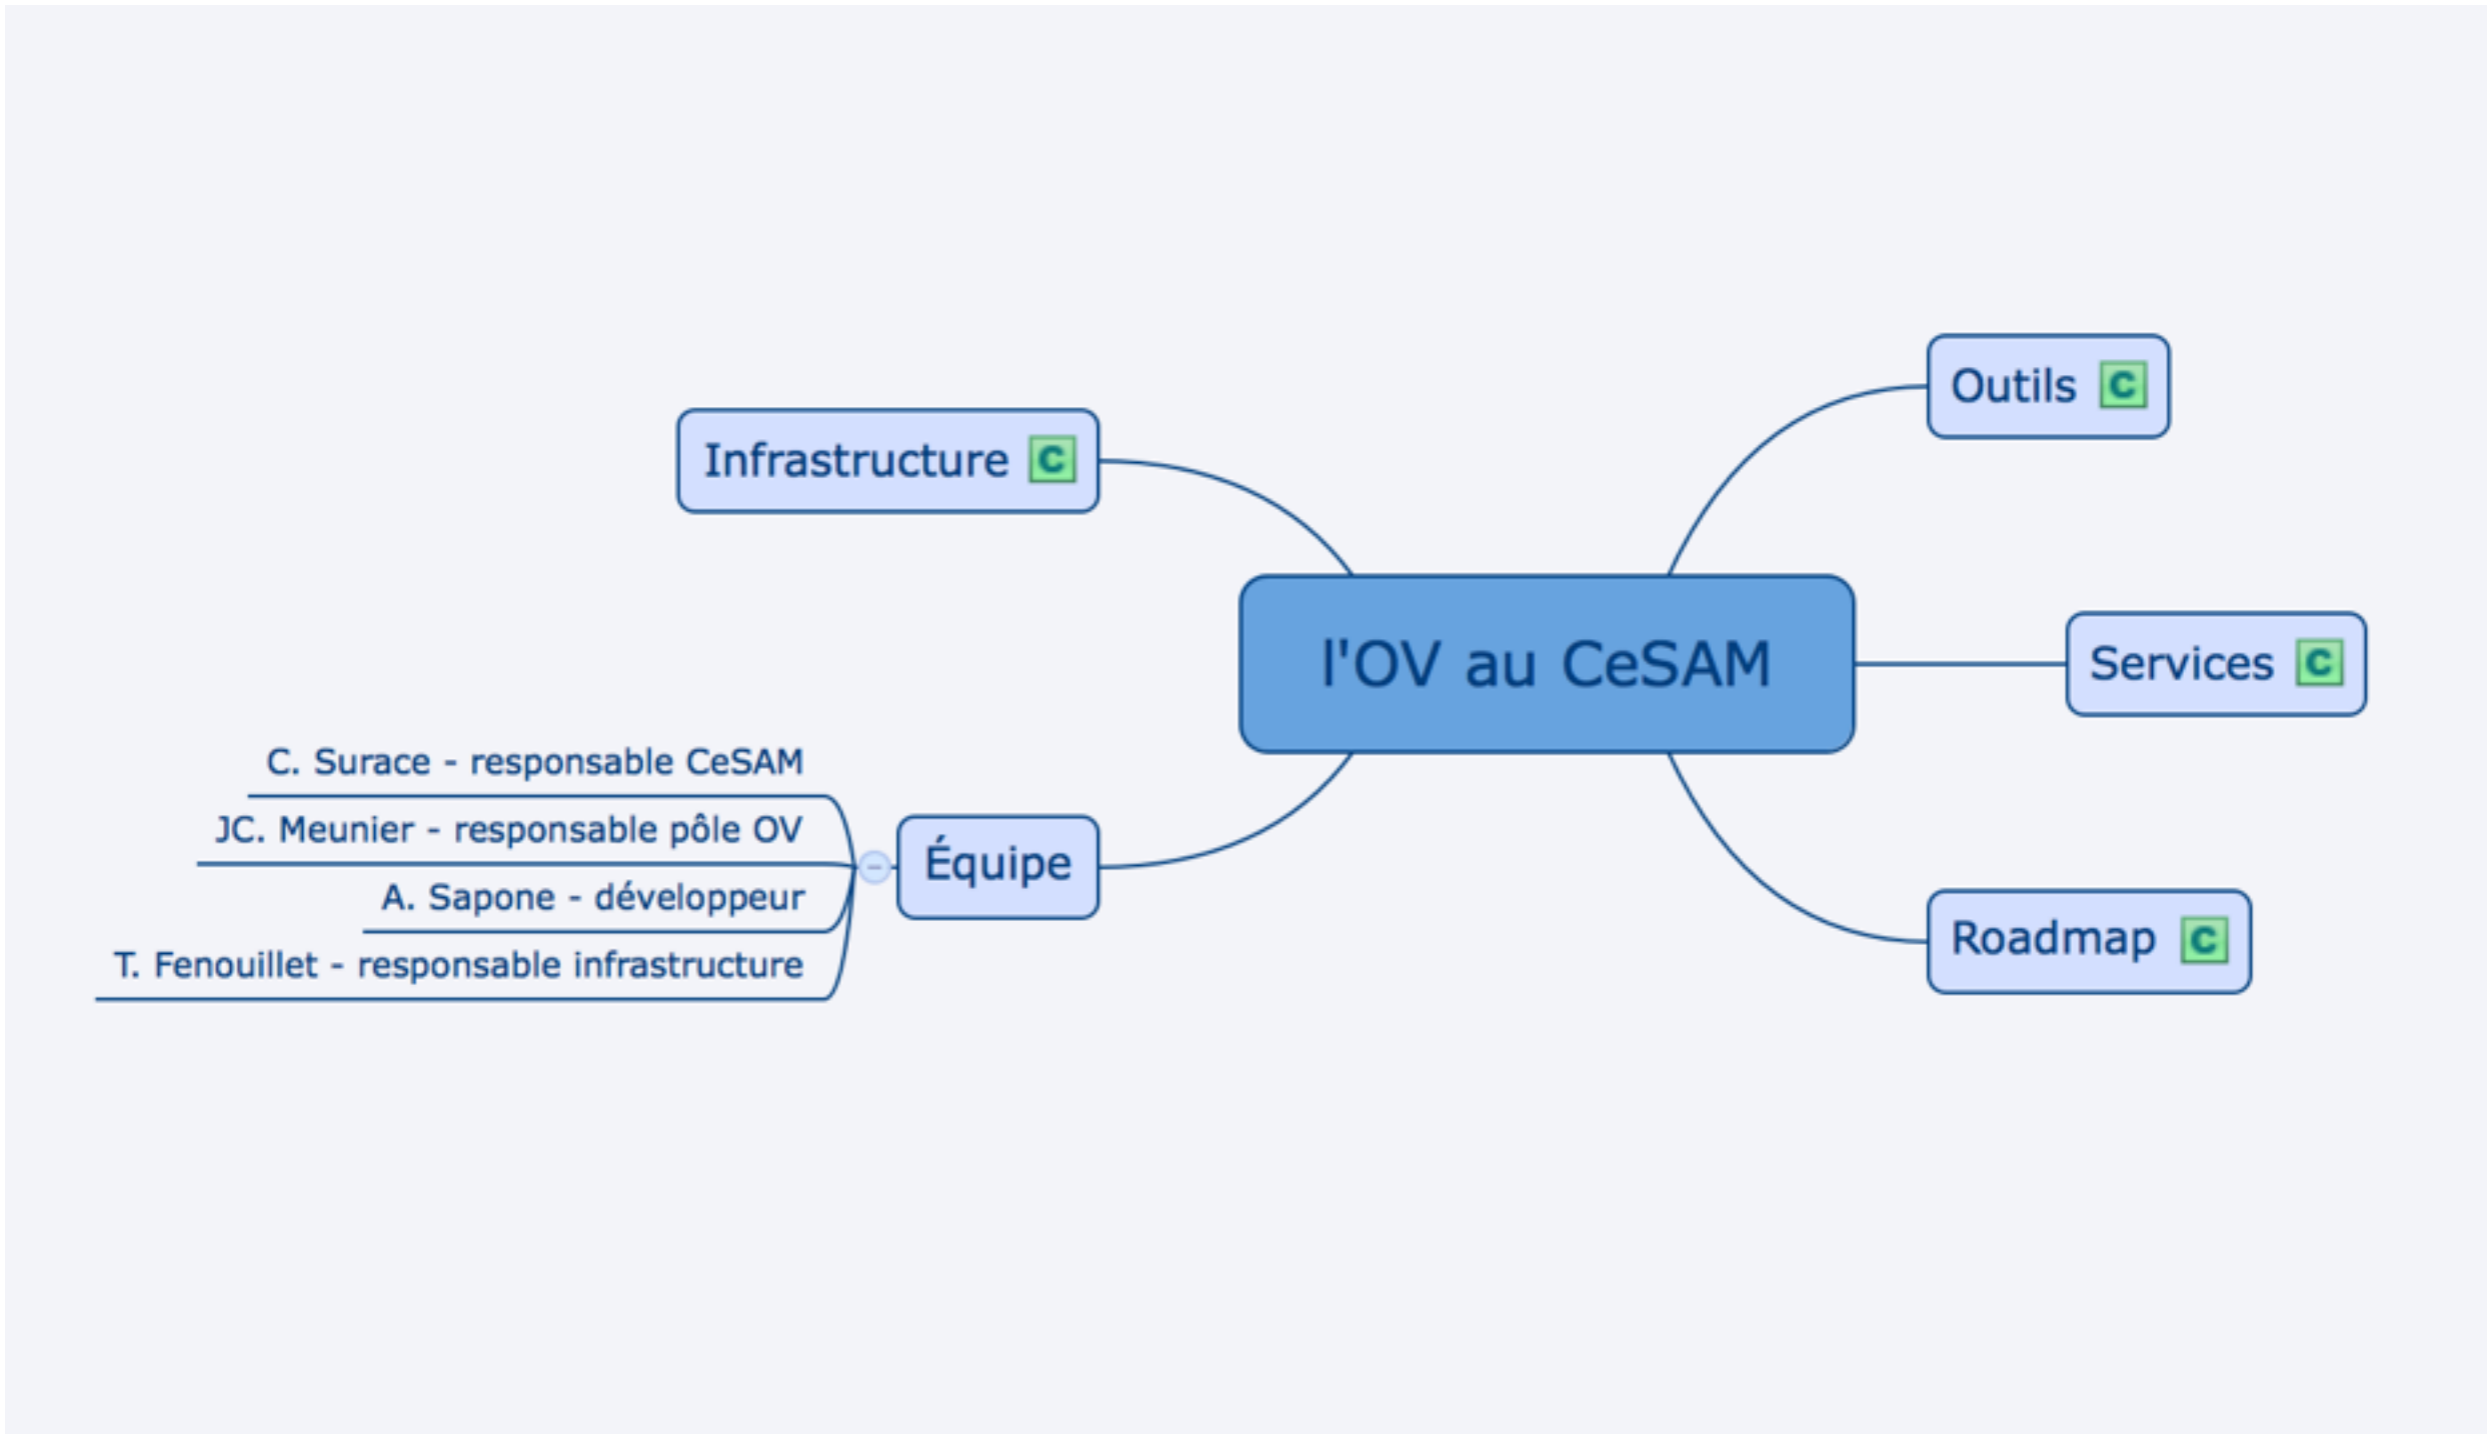 Outils C
Infrastructure C
l'OV au CeSAM
Services C
C. Surace - responsable CeSAM
JC. Meunier - responsable pôle OV
Équipe
A. Sapone - développeur
T. Fenouillet - responsable infrastructure
Roadmap C